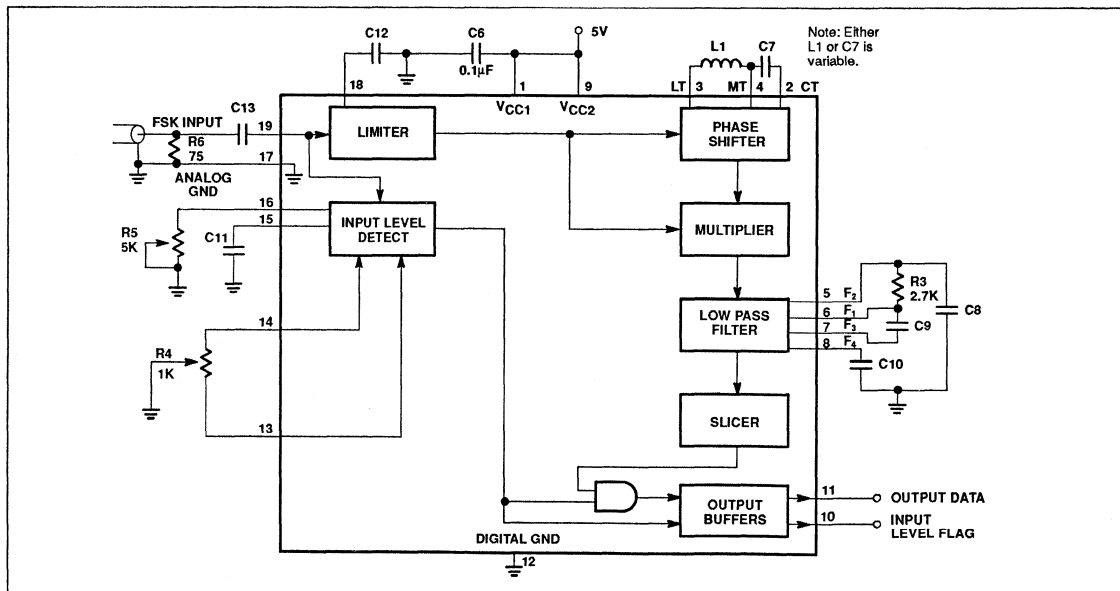 C12
C6
0.1µF
5V
L1
C7
Note: Either
L1 or C7 is
variable.
18
1
9
LT 3
MT 4
2 CT
VCC1
VCC2
C13
FSK INPUT
19
R6
75
17
ANALOG
GND
LIMITER
PHASE
SHIFTER
16
15
R5
5K
C11
INPUT LEVEL
DETECT
MULTIPLIER
14
R4
1K
13
LOW PASS
FILTER
5 F2
6 F1
7 F3
8 F4
R3
2.7K
C9
C8
C10
SLICER
OUTPUT
BUFFERS
11
OUTPUT DATA
10
INPUT
LEVEL FLAG
DIGITAL GND
12